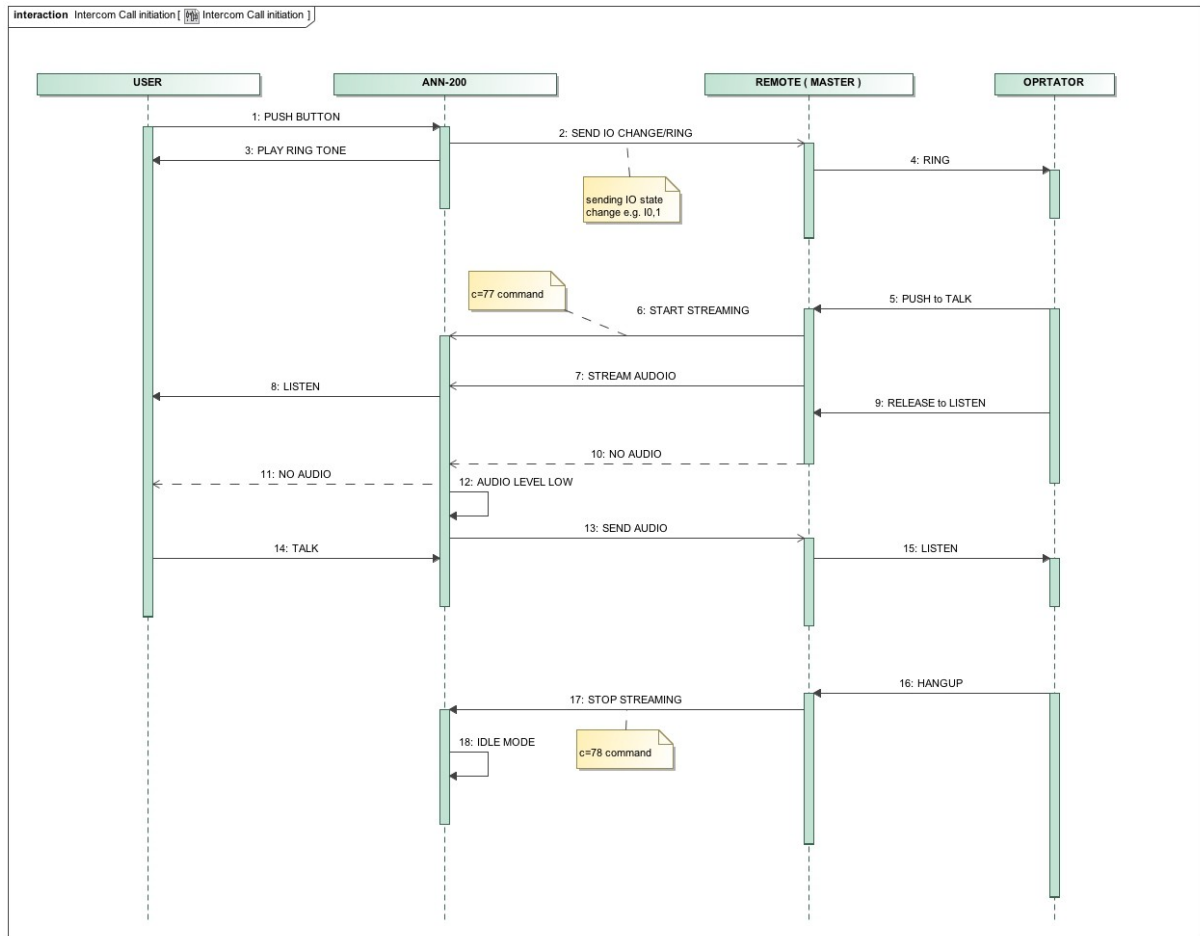 interaction Intercom Call initiation [ Intercom Call initiation ]
USER
ANN-200
REMOTE ( MASTER )
OPRTATOR
1: PUSH BUTTON
2: SEND IO CHANGE/RING
3: PLAY RING TONE
4: RING
sending IO state
change e.g. I0,1
c=77 command
5: PUSH to TALK
6: START STREAMING
7: STREAM AUDOIO
8: LISTEN
9: RELEASE to LISTEN
10: NO AUDIO
11: NO AUDIO
12: AUDIO LEVEL LOW
13: SEND AUDIO
14: TALK
15: LISTEN
16: HANGUP
17: STOP STREAMING
18: IDLE MODE
c=78 command